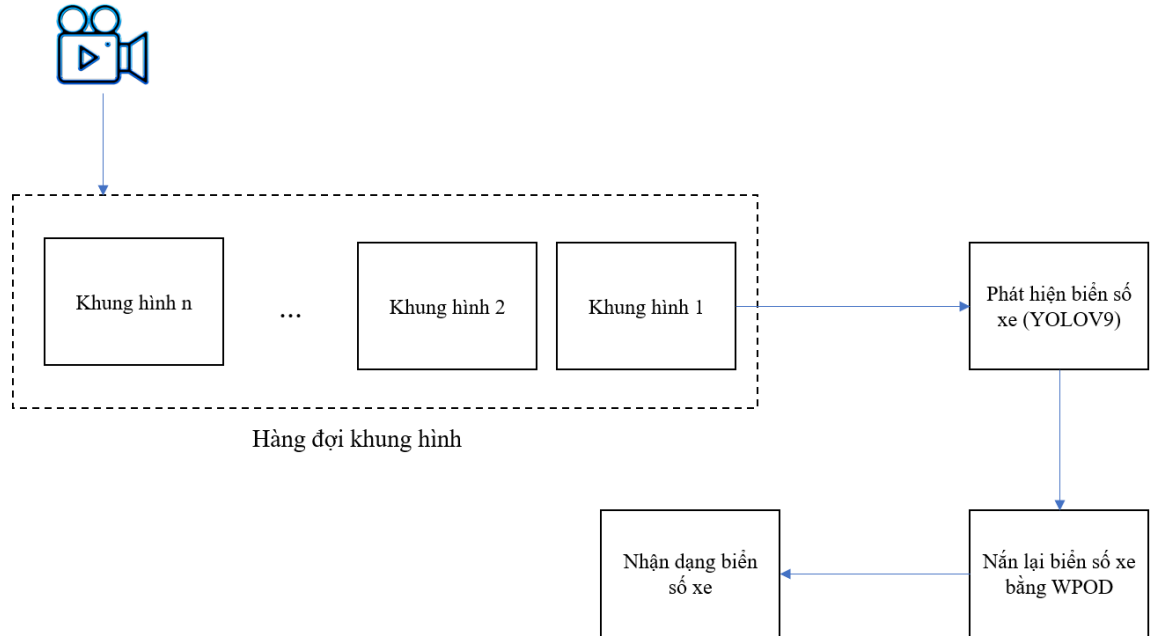 Khung hình n
...
Khung hình 2
Khung hình 1
Phát hiện biển số
xe (YOLOV9)
Hàng đợi khung hình
Nhận dạng biển
số xe
Nắn lại biển số xe
bằng WPOD